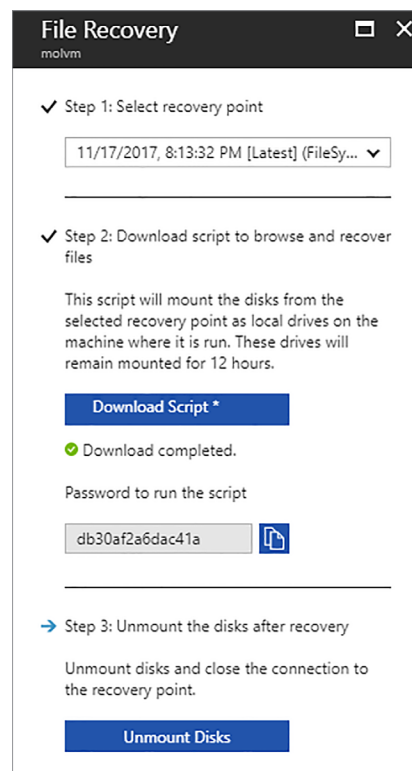 File Recovery
molvm
Step 1: Select recovery point
11/17/2017, 8:13:32 PM [Latest] (FileSy...
Step 2: Download script to browse and recover
files
This script will mount the disks from the
selected recovery point as local drives on the
machine where it is run. These drives will
remain mounted for 12 hours.
Download Script *
Download completed.
Password to run the script
db30af2a6dac41a
Step 3: Unmount the disks after recovery
Unmount disks and close the connection to
the recovery point.
Unmount Disks